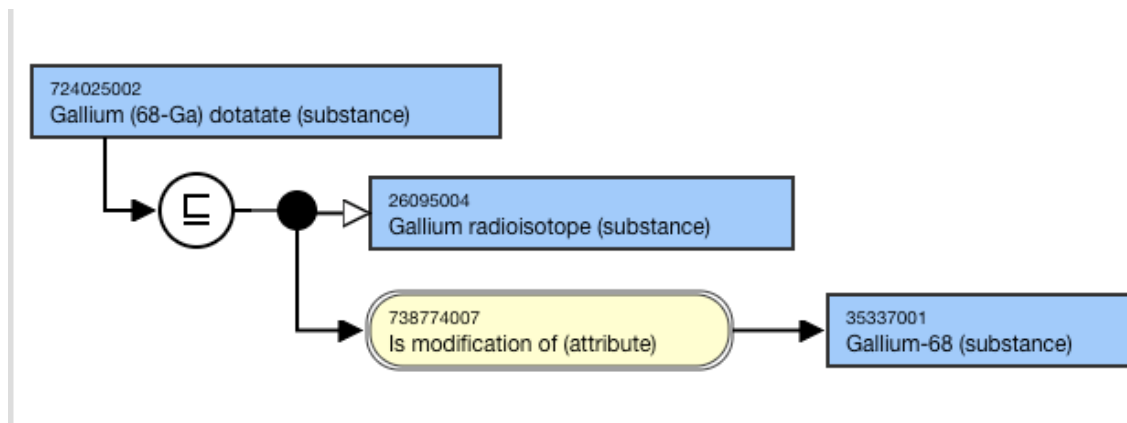 724025002
Gallium (68-Ga) dotatate (substance)
⊑
26095004
Gallium radioisotope (substance)
738774007
Is modification of (attribute)
35337001
Gallium-68 (substance)